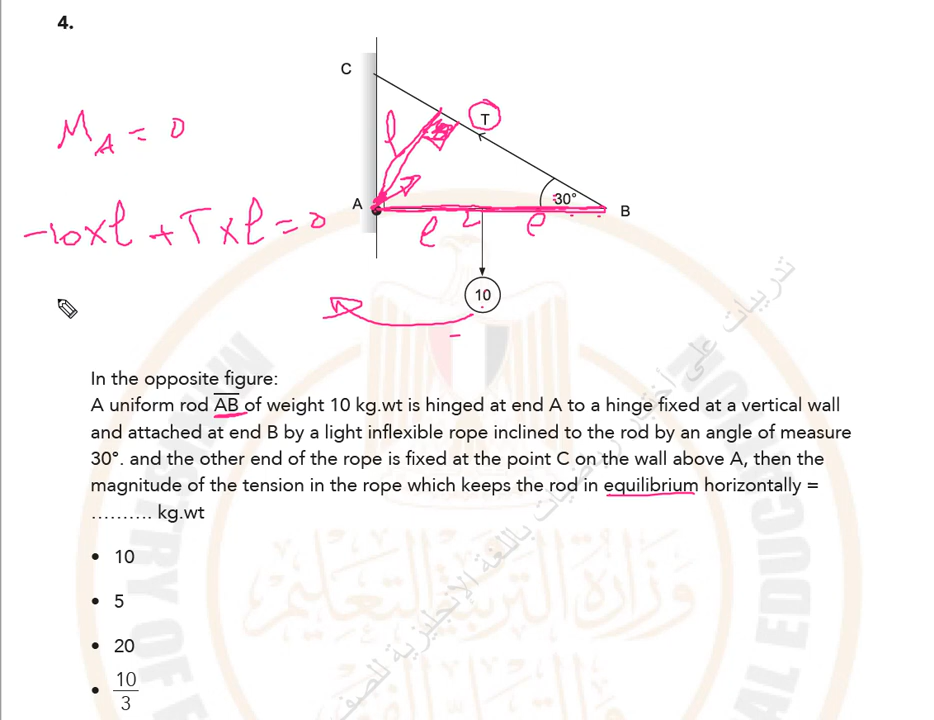 4.
C
M_A = 0
l
T
A
30°
B
-10×l + T×l = 0
l
l
10
-
In the opposite figure:
A uniform rod AB of weight 10 kg.wt is hinged at end A to a hinge fixed at a vertical wall
and attached at end B by a light inflexible rope inclined to the rod by an angle of measure
30°. and the other end of the rope is fixed at the point C on the wall above A, then the
magnitude of the tension in the rope which keeps the rod in equilibrium horizontally =
.......... kg.wt
• 10
• 5
• 20
• 10/3
MINISTRY OF
EDUC